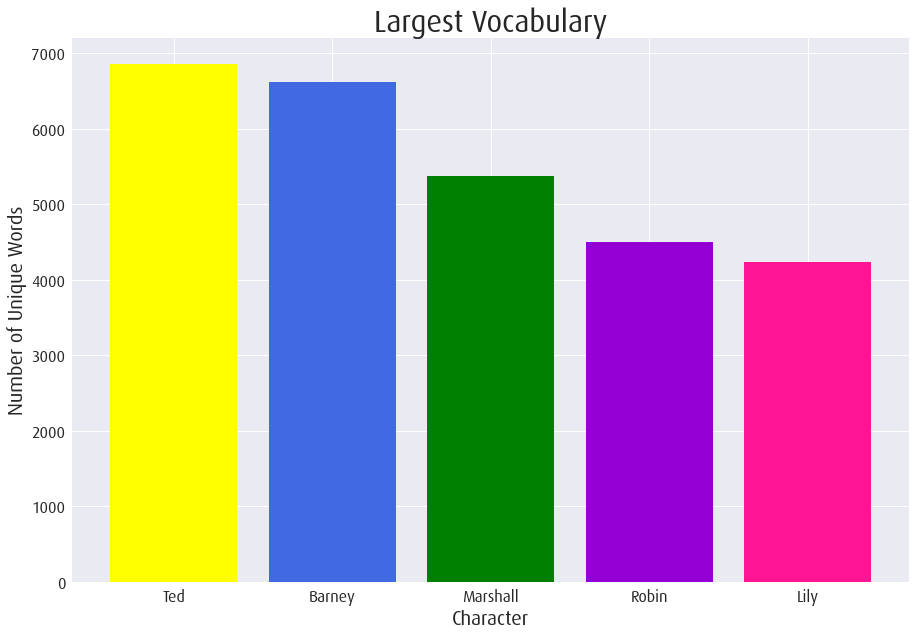 Largest Vocabulary
7000
6000
5000
4000
3000
2000
1000
0
Number of Unique Words
Ted Barney Marshall Robin Lily
Character